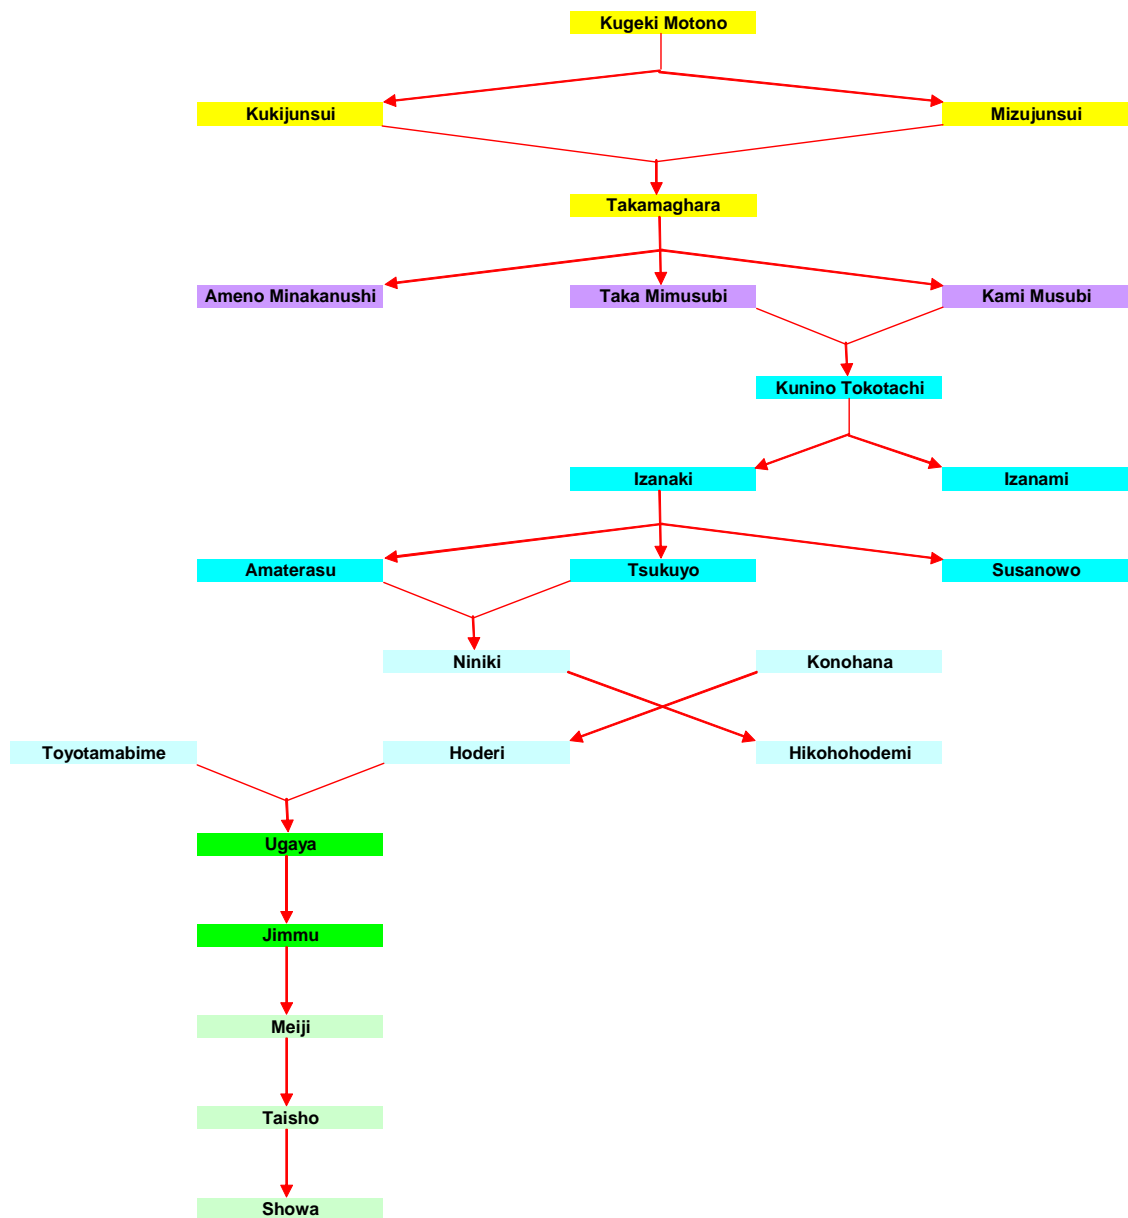 Kugeki Motono
Kukijunsui
Mizujunsui
Takamaghara
Ameno Minakanushi
Taka Mimusubi
Kami Musubi
Kunino Tokotachi
Izanaki
Izanami
Amaterasu
Tsukuyo
Susanowo
Niniki
Konohana
Toyotamabime
Hoderi
Hikohohodemi
Ugaya
Jimmu
Meiji
Taisho
Showa